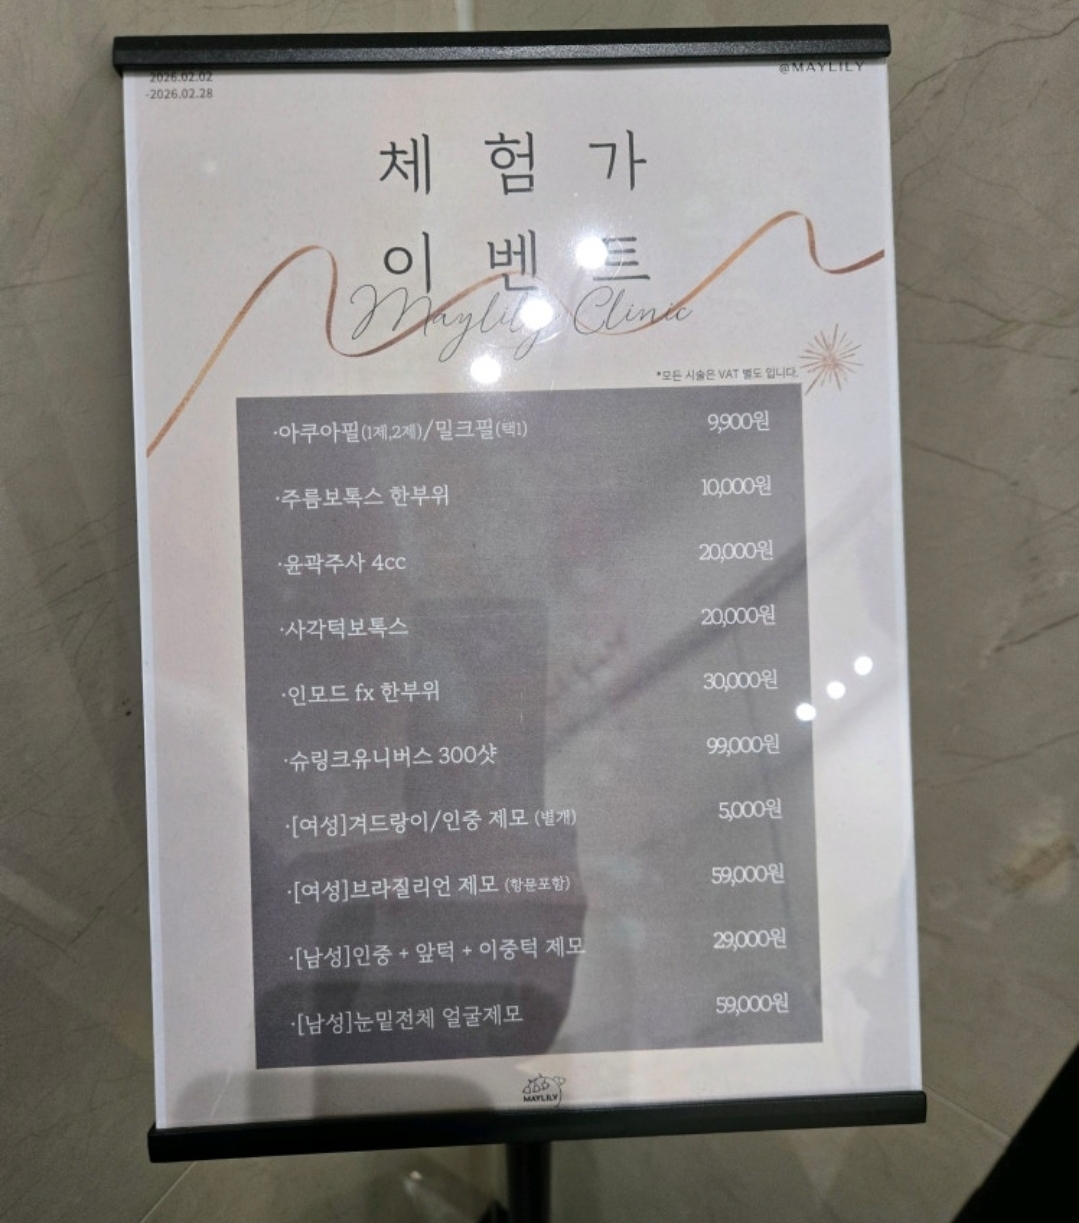 2026.02.02
-2026.02.28
@MAYLILY
체험가
이벤트
Maylily Clinic
*모든 시술은 VAT 별도 입니다.
·아쿠아필(1제,2제)/밀크필(택1) 9,900원
·주름보톡스 한부위 10,000원
·윤곽주사 4cc 20,000원
·사각턱보톡스 20,000원
·인모드 fx 한부위 30,000원
·슈링크유니버스 300샷 99,000원
·[여성]겨드랑이/인중 제모 (별개) 5,000원
·[여성]브라질리언 제모 (항문포함) 59,000원
·[남성]인중 + 앞턱 + 이중턱 제모 29,000원
·[남성]눈밑전체 얼굴제모 59,000원
MAYLILY